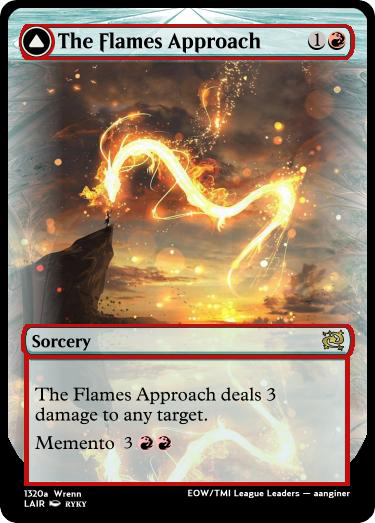 The Flames Approach 1
Sorcery
The Flames Approach deals 3
damage to any target.
Memento 3
1320a Wrenn
LAIR RYKY
EOW/TMI League Leaders — aanginer